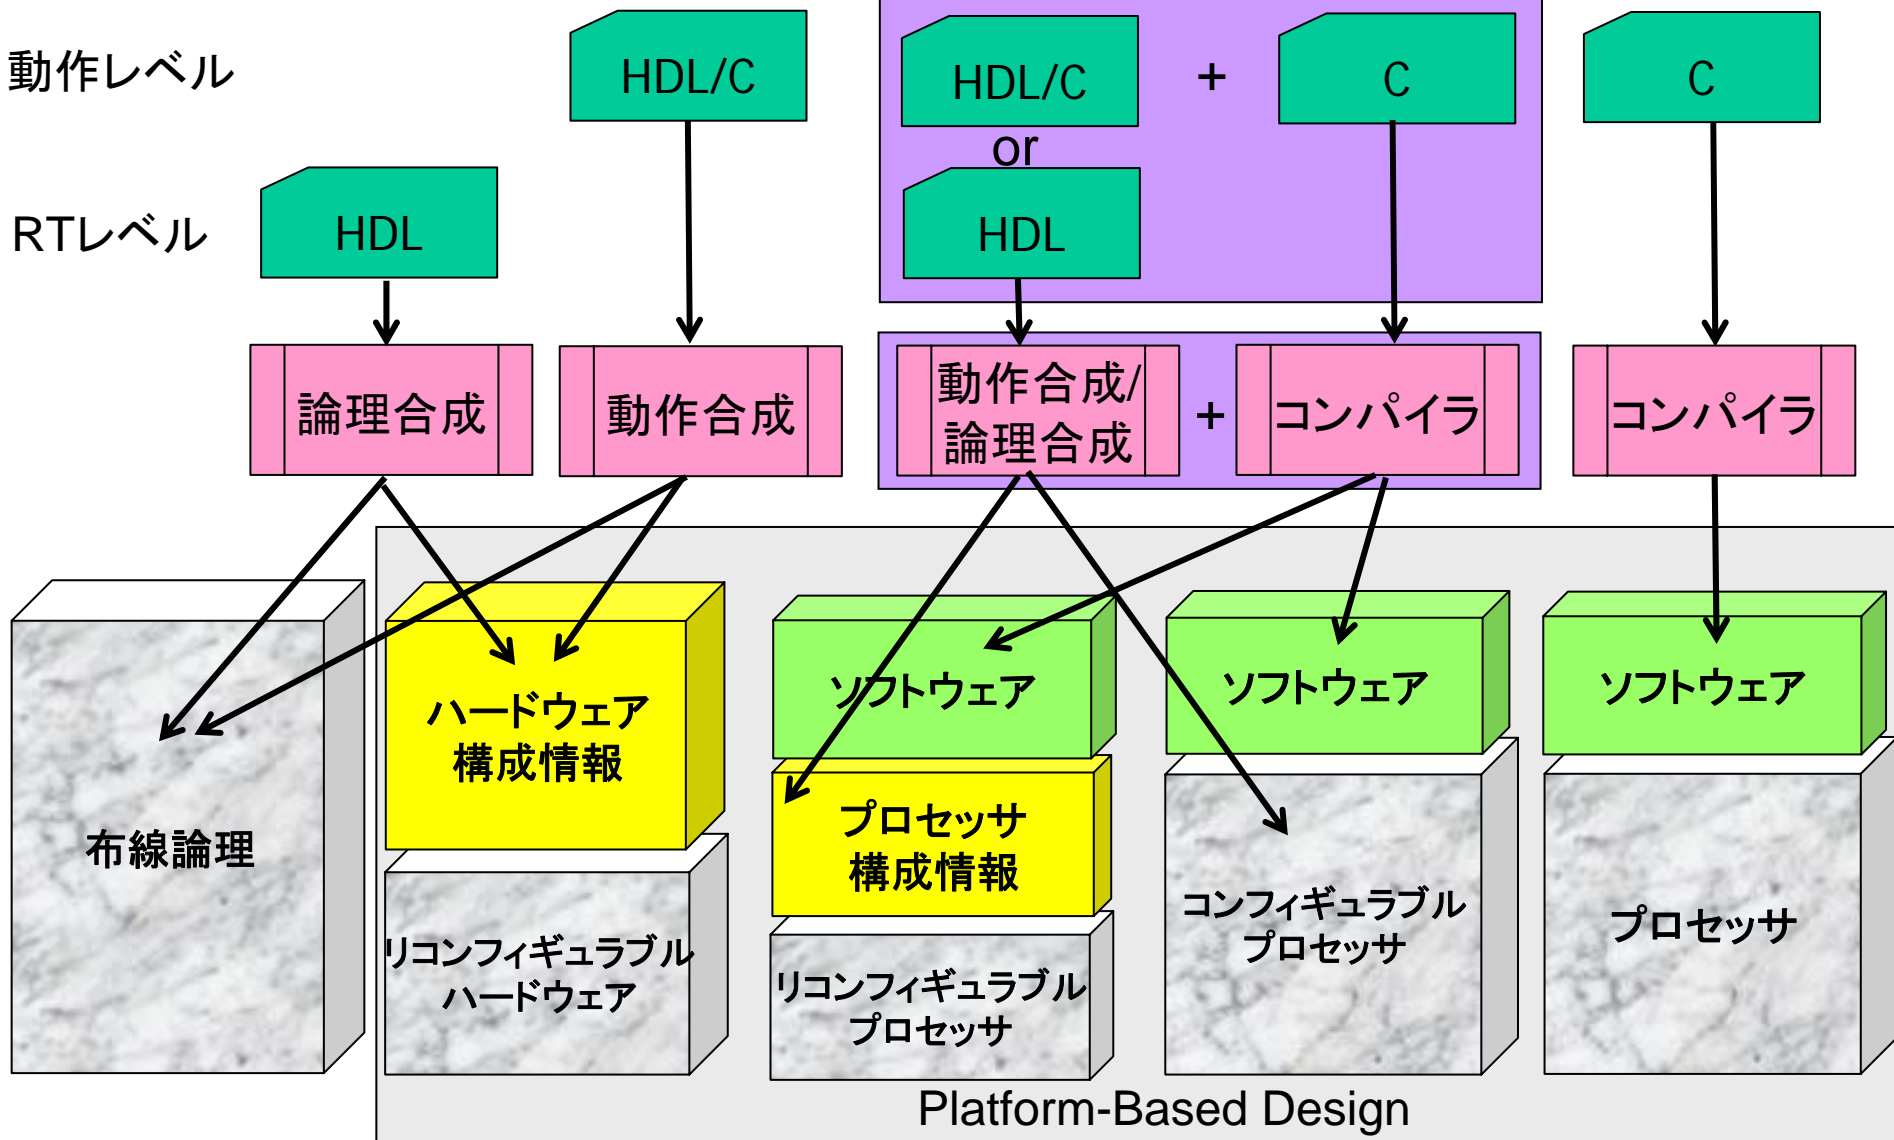 動作レベル
HDL/C
HDL/C
+
C
C
or
RTレベル
HDL
HDL
論理合成
動作合成
動作合成/
論理合成
+
コンパイラ
コンパイラ
布線論理
ハードウェア
構成情報
リコンフィギュラブル
ハードウェア
ソフトウェア
プロセッサ
構成情報
リコンフィギュラブル
プロセッサ
ソフトウェア
コンフィギュラブル
プロセッサ
ソフトウェア
プロセッサ
Platform-Based Design